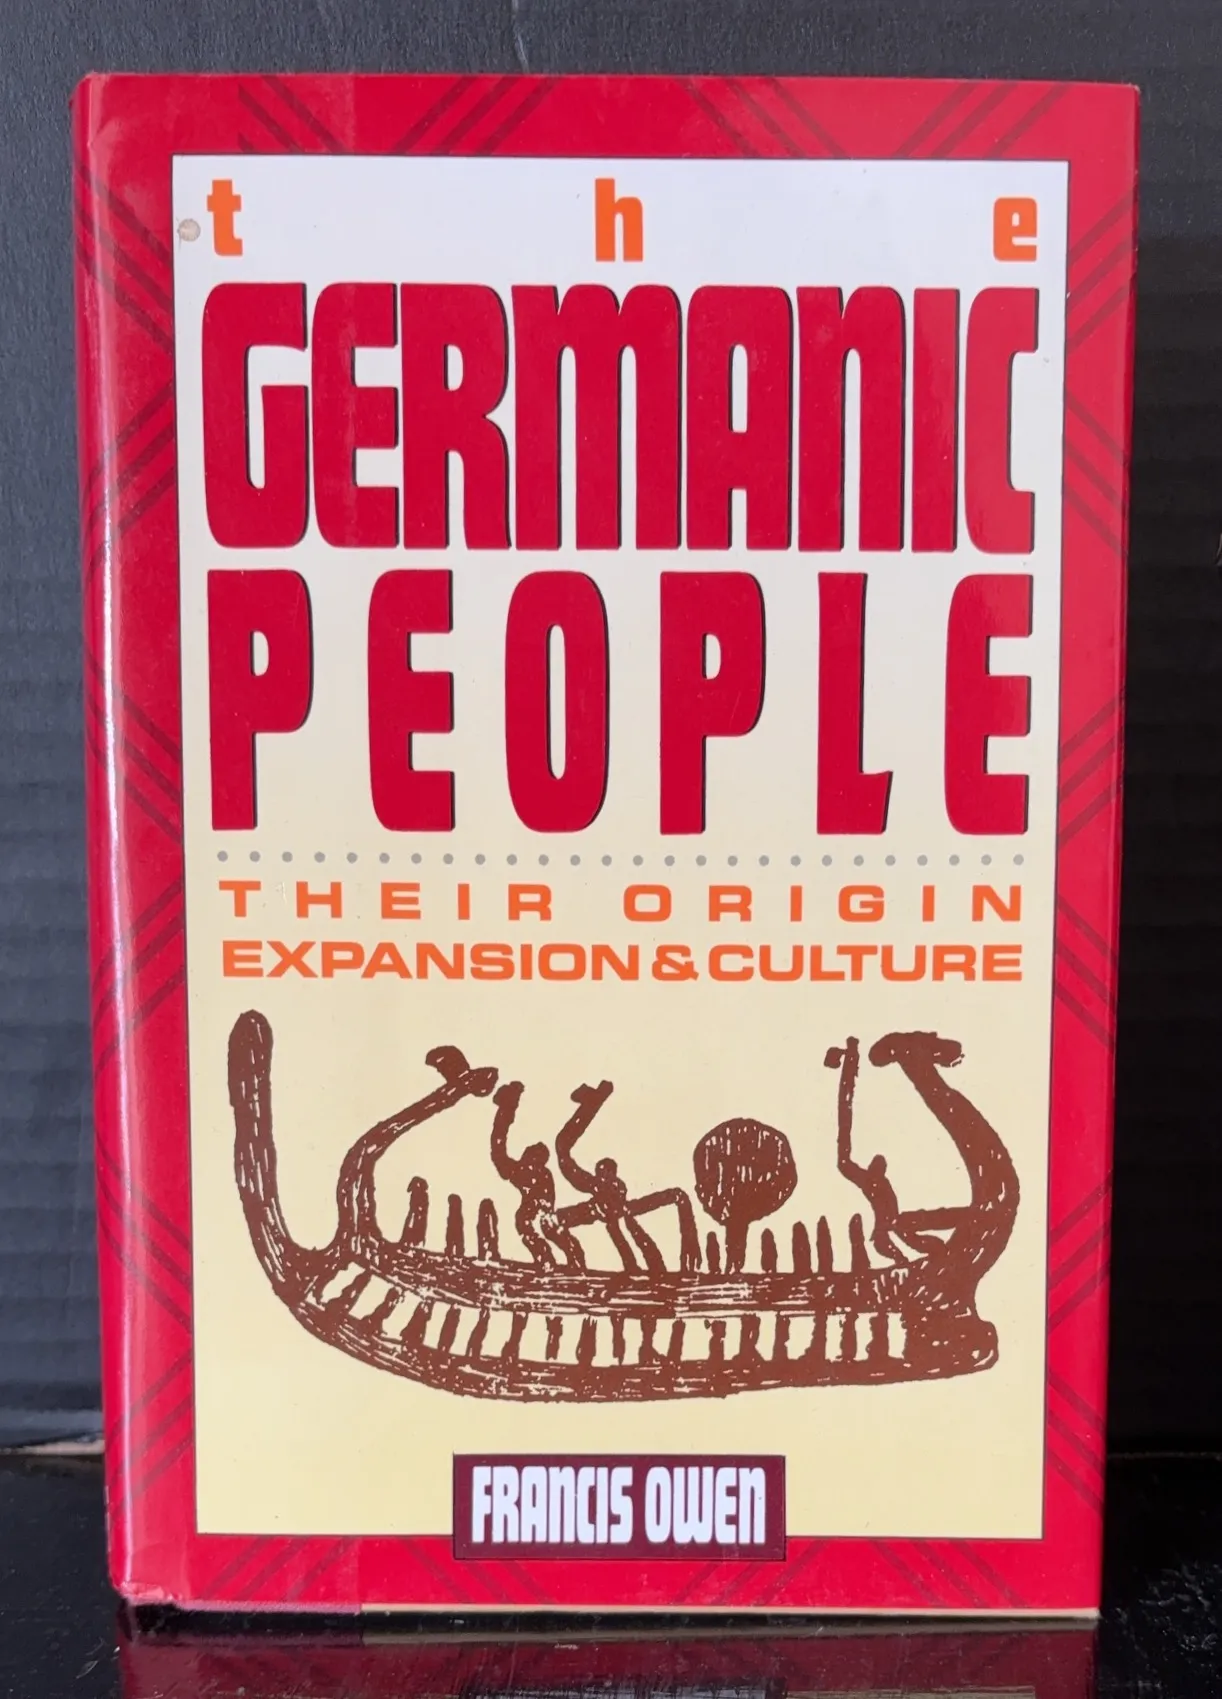 the
GERMANIC
PEOPLE
THEIR ORIGIN
EXPANSION & CULTURE
FRANCIS OWEN